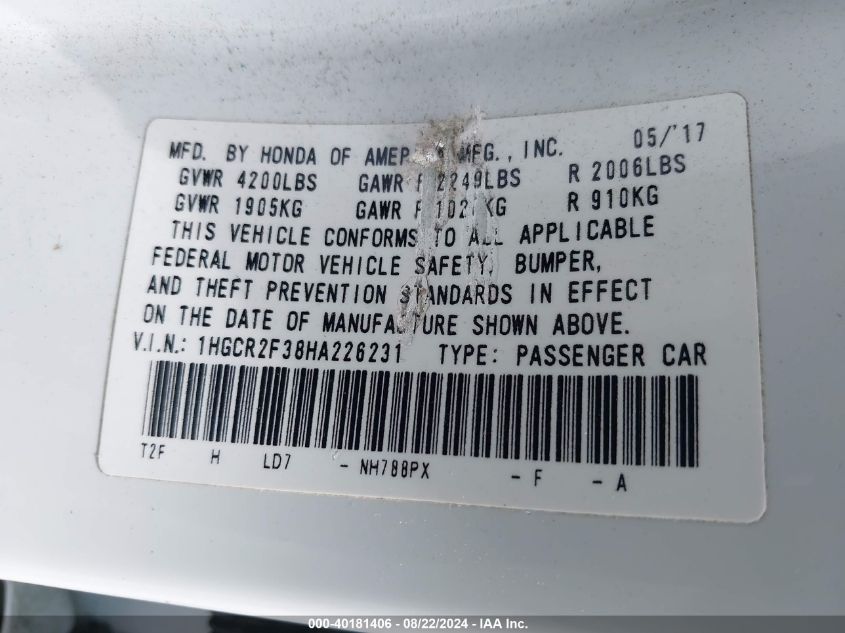 MFD. BY HONDA OF MFG., INC. 05/'17
GVWR 4200LBS GAWR F 2249LBS R 2006LBS
GVWR 1905KG GAWR R 910KG
THIS VEHICLE CONFORMS TO ALL APPLICABLE
FEDERAL MOTOR VEHICLE SAFETY, BUMPER,
AND THEFT PREVENTION STANDARDS IN EFFECT
ON THE DATE OF MANUFACTURE SHOWN ABOVE.
V.I.N.: 1HGCR2F38HA226231 TYPE: PASSENGER CAR
T2F H LD7 - NH788PX - F - A
000-40181406 - 08/22/2024 - IAA Inc.